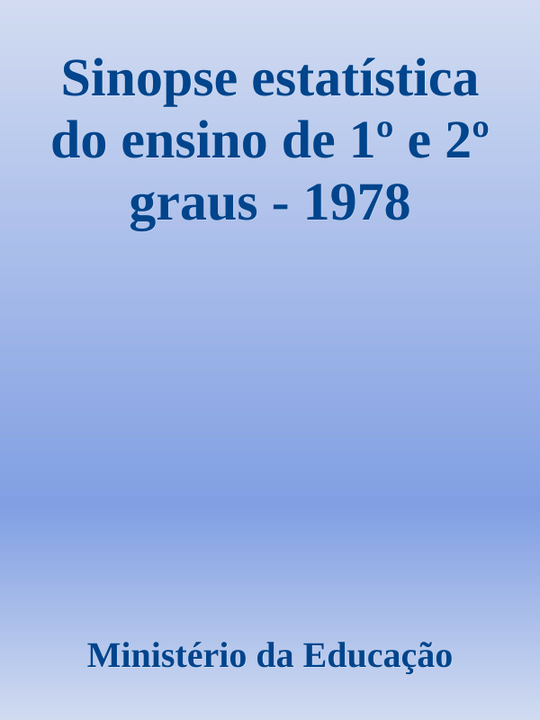 Sinopse estatística
do ensino de 1º e 2º
graus - 1978
Ministério da Educação